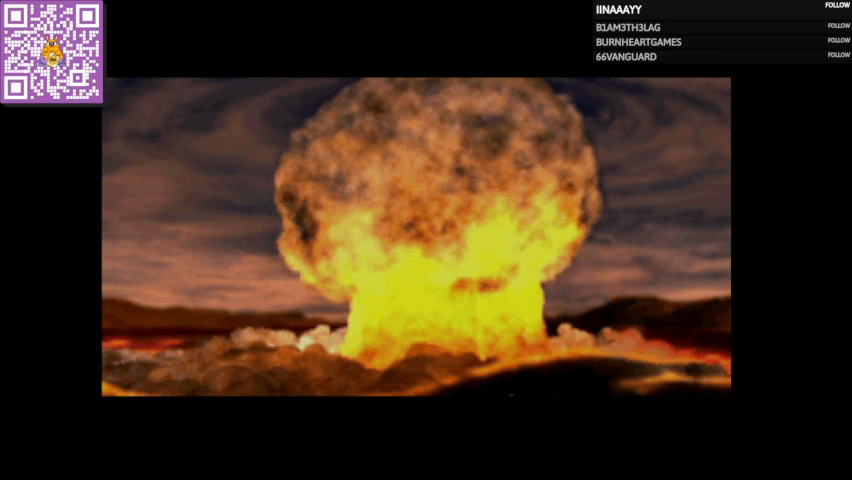 IINAAAYY FOLLOW
B1AM3TH3LAG FOLLOW
BURNHEARTGAMES FOLLOW
66VANGUARD FOLLOW